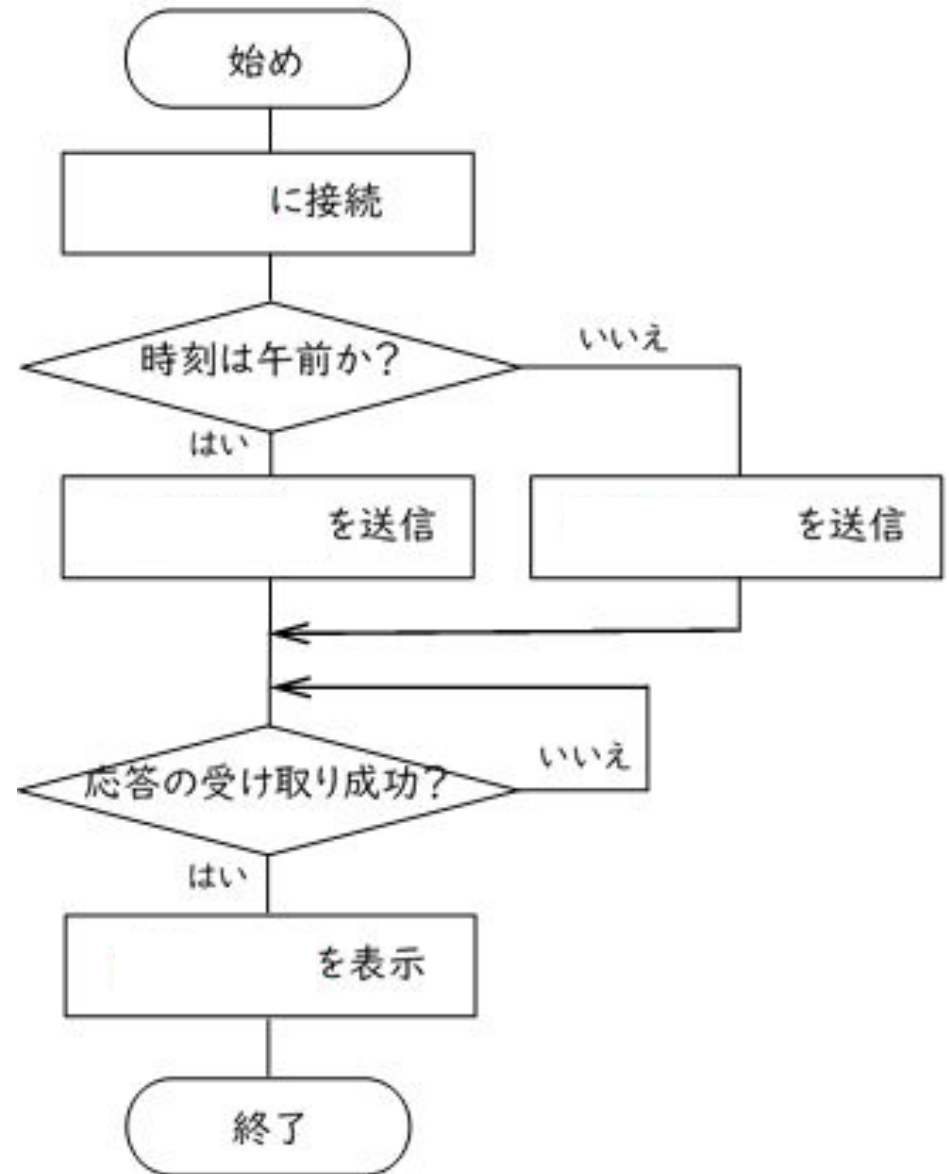 始め
に接続
時刻は午前か？
いいえ
はい
を送信
を送信
応答の受け取り成功？
いいえ
はい
を表示
終了